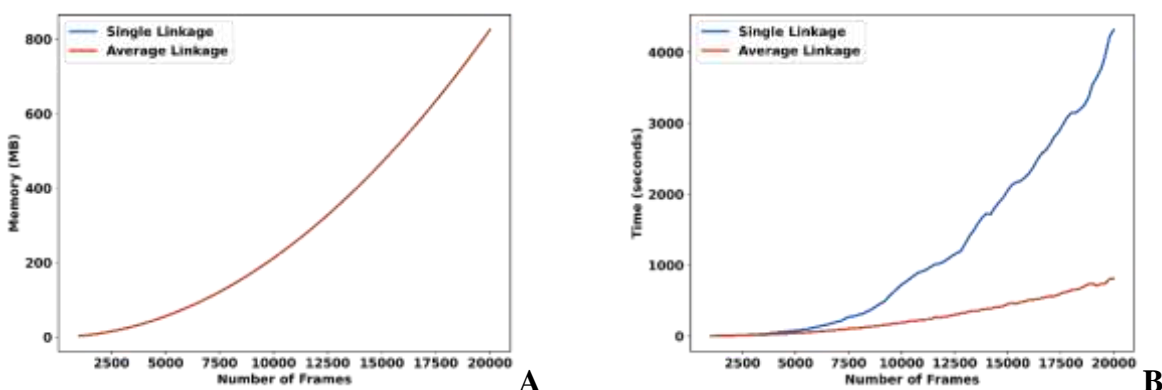 Single Linkage
Average Linkage
800
600
400
200
0
Memory (MB)
2500 5000 7500 10000 12500 15000 17500 20000
Number of Frames
A
Single Linkage
Average Linkage
4000
3000
2000
1000
0
Time (seconds)
2500 5000 7500 10000 12500 15000 17500 20000
Number of Frames
B